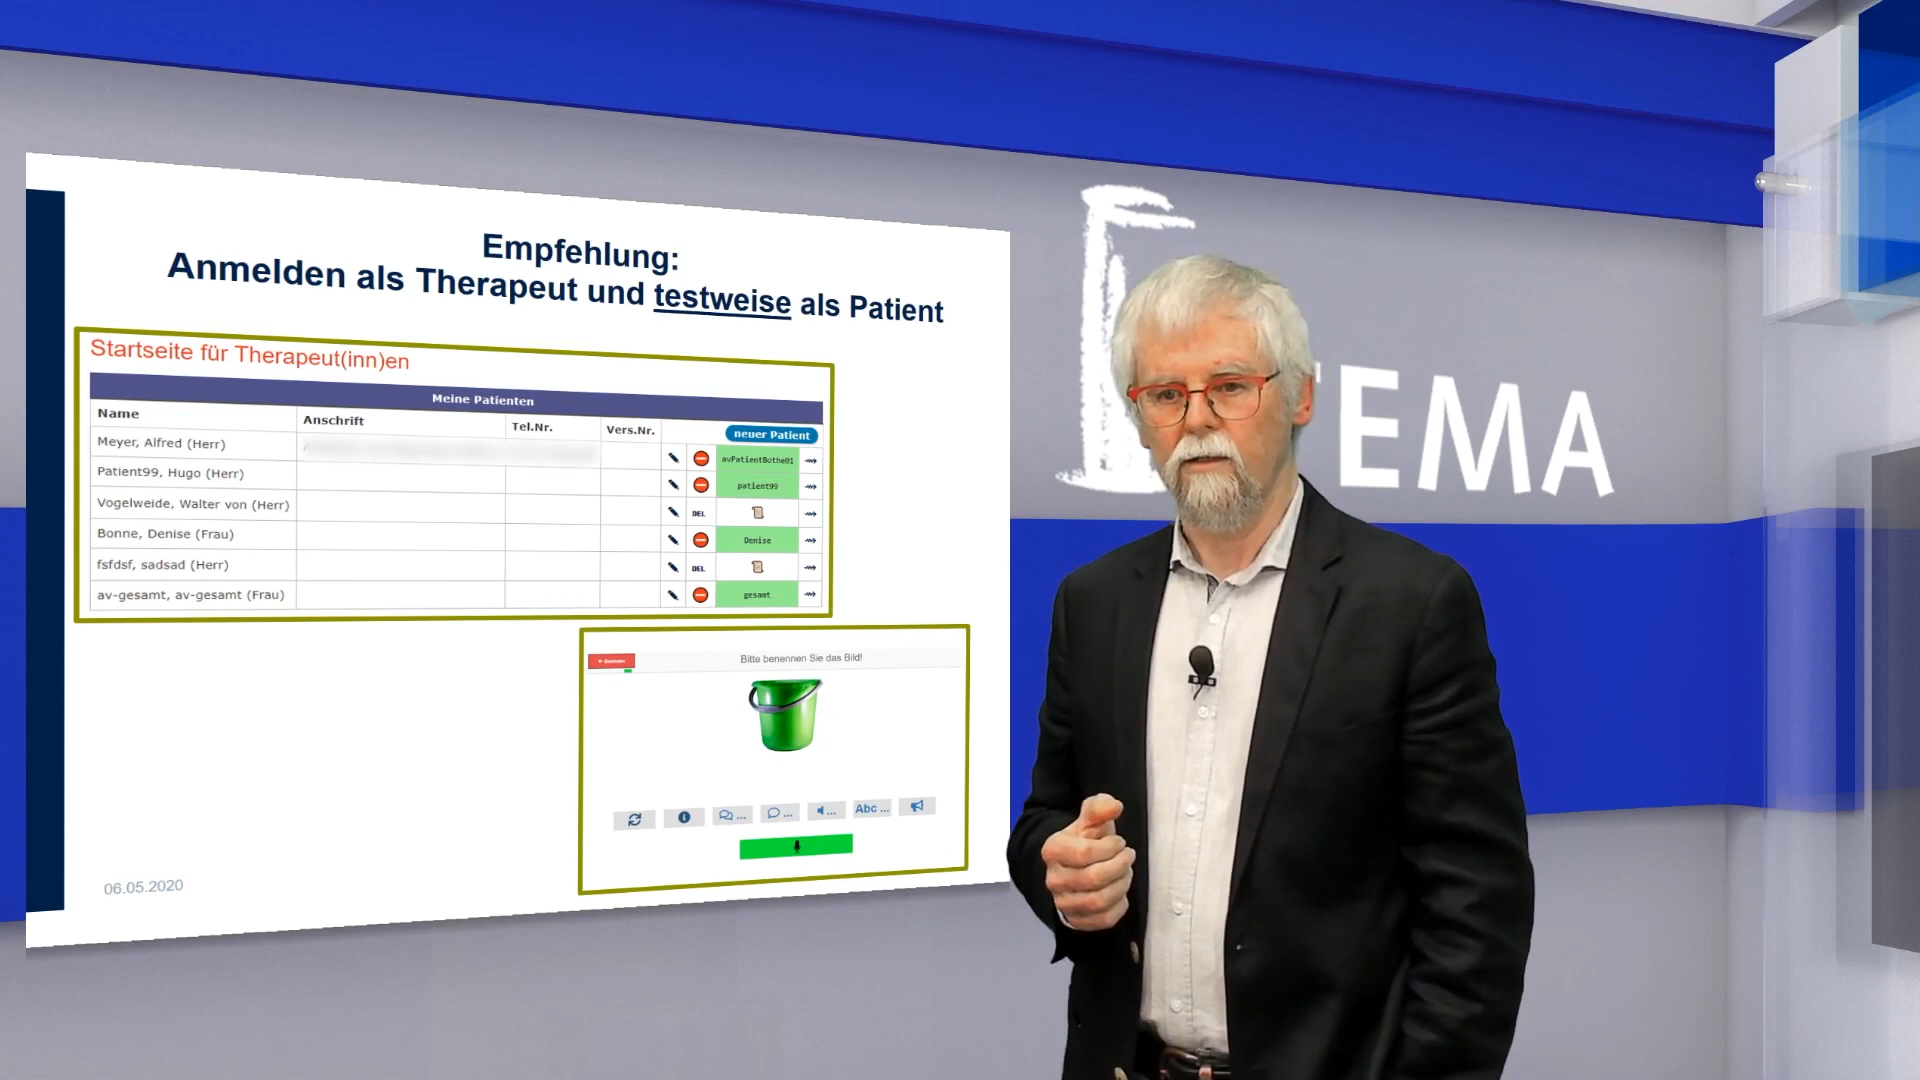 Empfehlung:
Anmelden als Therapeut und testweise als Patient
Startseite für Therapeut(inn)en
Meine Patienten
Name Anschrift Tel.Nr. Vers.Nr. neuer Patient
Meyer, Alfred (Herr) avPatientBothe01
Patient99, Hugo (Herr) patient99
Vogelweide, Walter von (Herr) DEL
Bonne, Denise (Frau) Denise
fsfdsf, sadsad (Herr) DEL
av-gesamt, av-gesamt (Frau) gesamt
Bitte benennen Sie das Bild!
... ... ... Abc ...
06.05.2020
TEMA